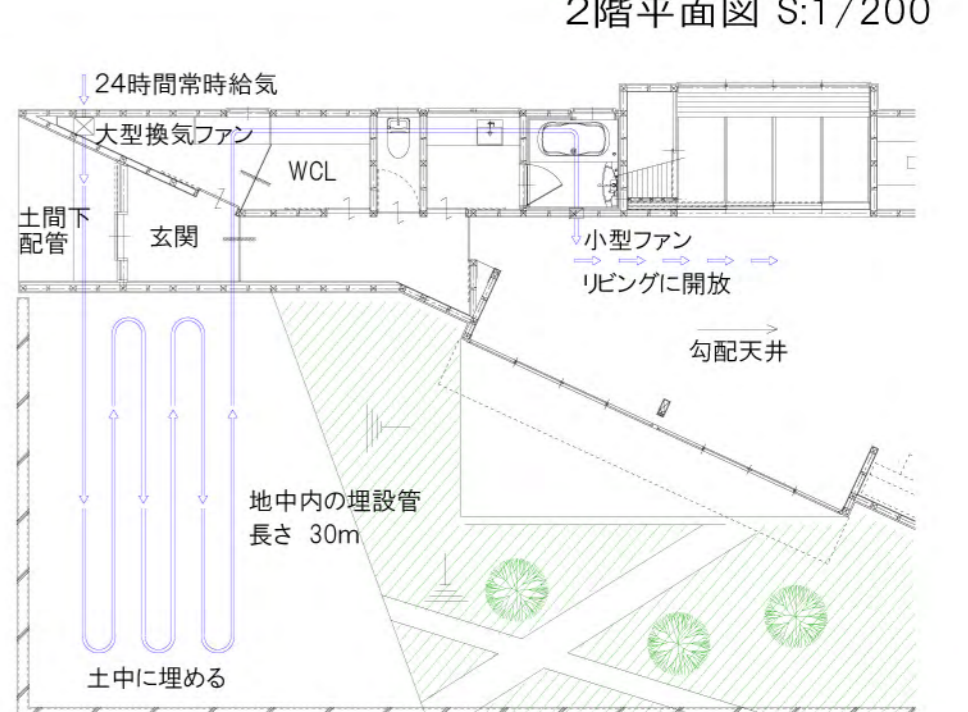 2階平面図 S:1/200
24時間常時給気
大型換気ファン
WCL
土間下
配管
玄関
小型ファン
リビングに開放
勾配天井
地中内の埋設管
長さ 30m
土中に埋める